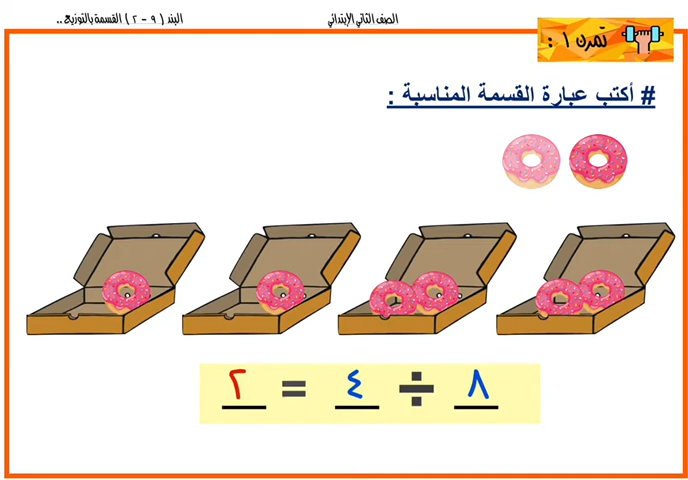 البند ( ٩ - ٢ ) القسمة بالتوزيع ..
الصف الثاني الإبتدائي
تمرن ١ :
# أكتب عبارة القسمة المناسبة :
٨ ÷ ٤ = ٢